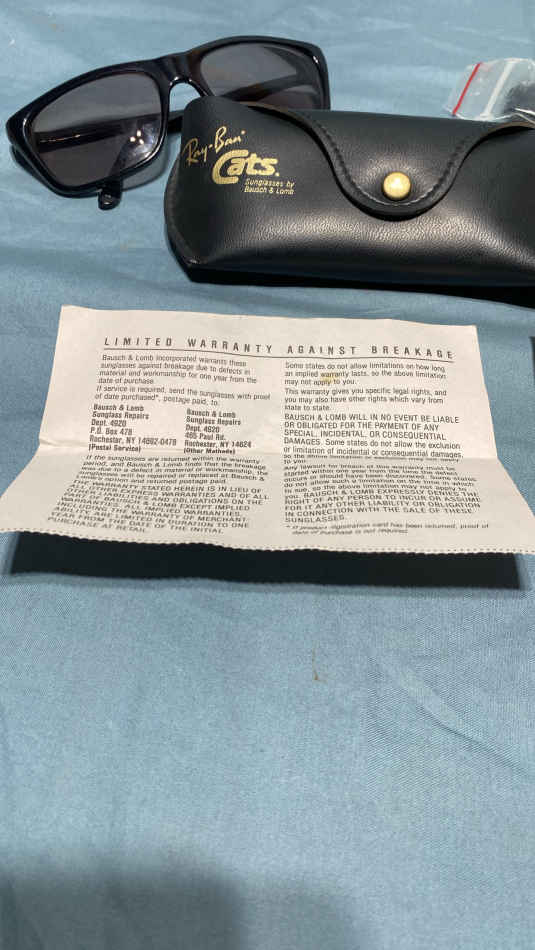 Ray-Ban
Cats.
Sunglasses by
Bausch & Lomb
LIMITED WARRANTY AGAINST BREAKAGE
Bausch & Lomb Incorporated warrants these
sunglasses against breakage due to defects in
material and workmanship for one year from the
date of purchase.
If service is required, send the sunglasses with proof
of date purchased*, postage paid, to:
Bausch & Lomb
Sunglass Repairs
Dept. 4920
P.O. Box 478
Rochester, NY 14692-0478
(Postal Service)
Bausch & Lomb
Sunglass Repairs
Dept. 4920
465 Paul Rd.
Rochester, NY 14624
(Other Methods)
If the sunglasses are returned within the warranty
period, and Bausch & Lomb finds that the breakage
was due to a defect in material or workmanship, the
sunglasses will be repaired or replaced at Bausch &
Lomb's option and returned postage paid.
THE WARRANTY STATED HEREIN IS IN LIEU OF
ALL OTHER EXPRESS WARRANTIES AND OF ALL
OTHER LIABILITIES AND OBLIGATIONS ON THE
PART OF BAUSCH & LOMB EXCEPT IMPLIED
WARRANTIES. ALL IMPLIED WARRANTIES,
INCLUDING THE IMPLIED WARRANTY OF MERCHANT-
ABILITY ARE LIMITED IN DURATION TO ONE
YEAR FROM THE DATE OF THE INITIAL
PURCHASE AT RETAIL.
Some states do not allow limitations on how long
an implied warranty lasts, so the above limitation
may not apply to you.
This warranty gives you specific legal rights, and
you may also have other rights which vary from
state to state.
BAUSCH & LOMB WILL IN NO EVENT BE LIABLE
OR OBLIGATED FOR THE PAYMENT OF ANY
SPECIAL, INCIDENTAL, OR CONSEQUENTIAL
DAMAGES. Some states do not allow the exclusion
or limitation of incidental or consequential damages,
so the above limitation or exclusion may not apply
to you.
Any lawsuit for breach of this warranty must be
started within one year from the time the defect
occurs or should have been discovered. Some states
do not allow such a limitation on the time in which
to sue, so the above limitation may not apply to
you. BAUSCH & LOMB EXPRESSLY DENIES THE
RIGHT OF ANY PERSON TO INCUR OR ASSUME
FOR IT ANY OTHER LIABILITY OR OBLIGATION
IN CONNECTION WITH THE SALE OF THESE
SUNGLASSES.
* If product registration card has been returned, proof of
date of purchase is not required.